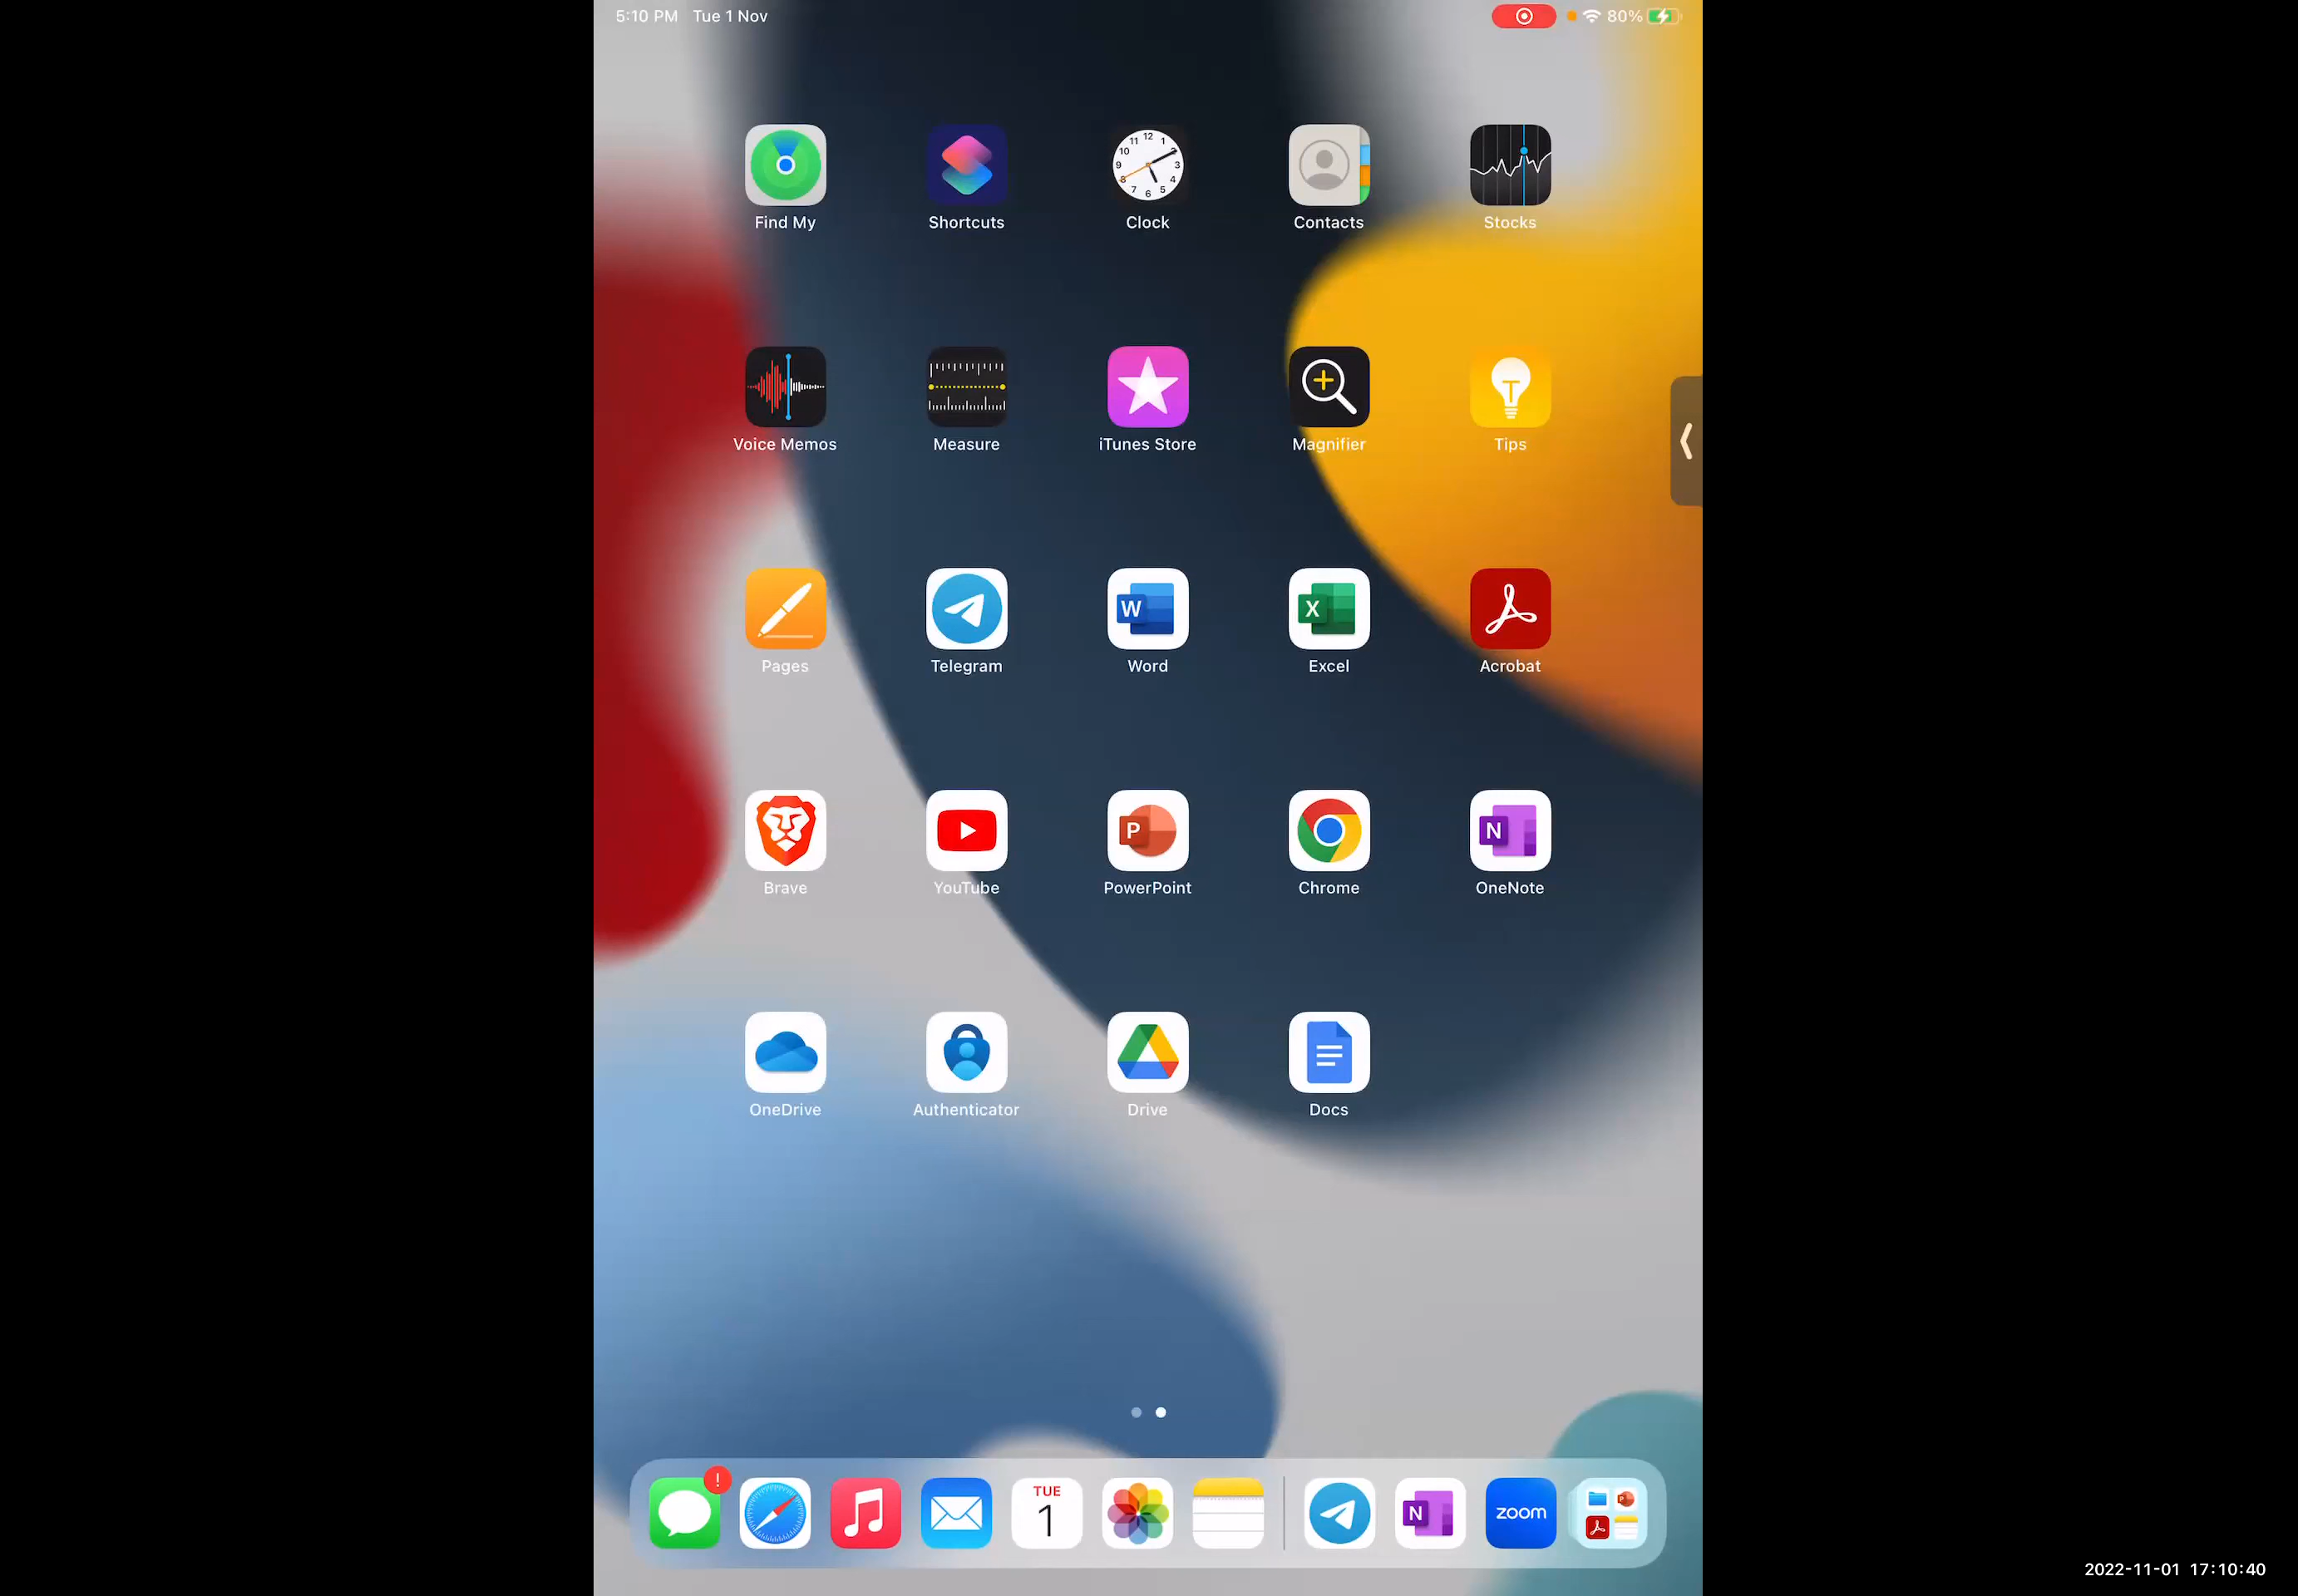 5:10 PM Tue 1 Nov
80%
Find My
Shortcuts
Clock
Contacts
Stocks
Voice Memos
Measure
iTunes Store
Magnifier
Tips
Pages
Telegram
Word
Excel
Acrobat
Brave
YouTube
PowerPoint
Chrome
OneNote
OneDrive
Authenticator
Drive
Docs
TUE
1
zoom
2022-11-01 17:10:40